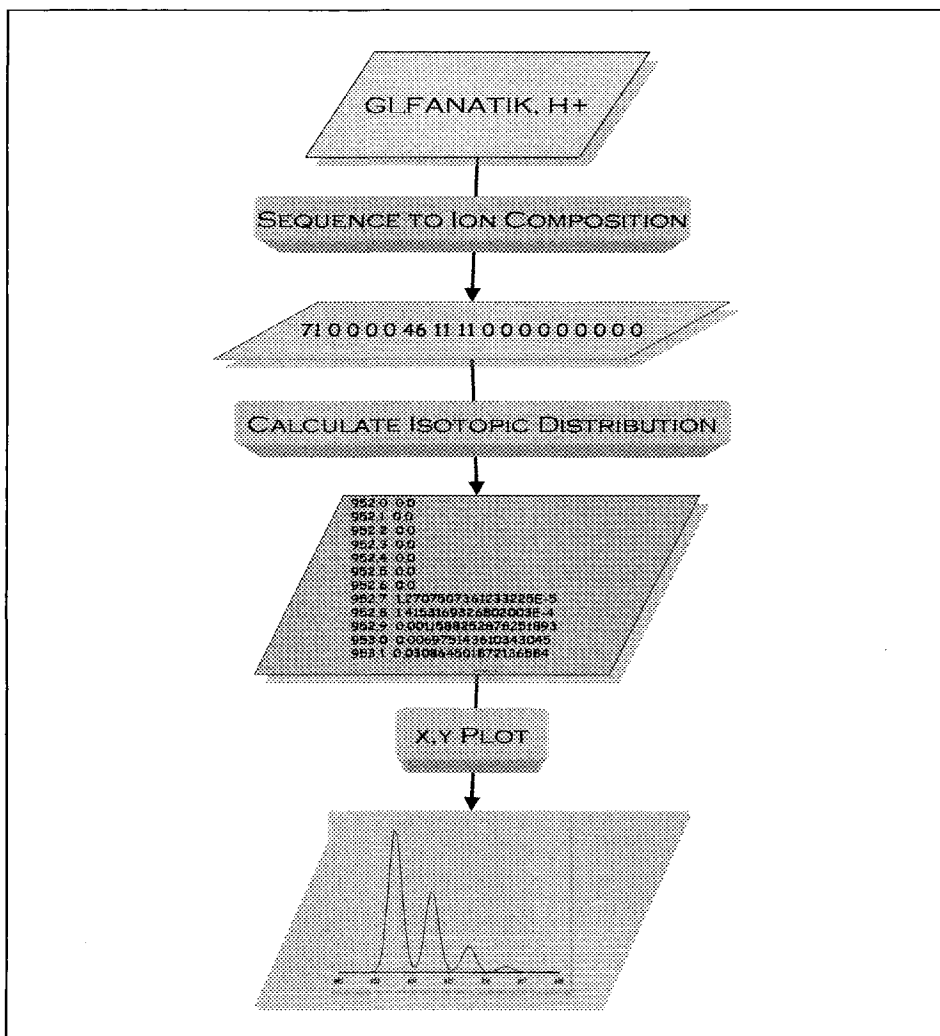 GLFANATIK, H+
SEQUENCE TO ION COMPOSITION
71 0 0 0 0 46 11 11 0 0 0 0 0 0 0 0 0
CALCULATE ISOTOPIC DISTRIBUTION
952.0 0.0
952.1 0.0
952.2 0.0
952.3 0.0
952.4 0.0
952.5 0.0
952.6 0.0
952.7 1.2707507361233225E-5
952.8 1.4153169326802003E-4
952.9 0.0011588252678251893
953.0 0.006975143610343045
953.1 0.030864501872136584
X,Y PLOT